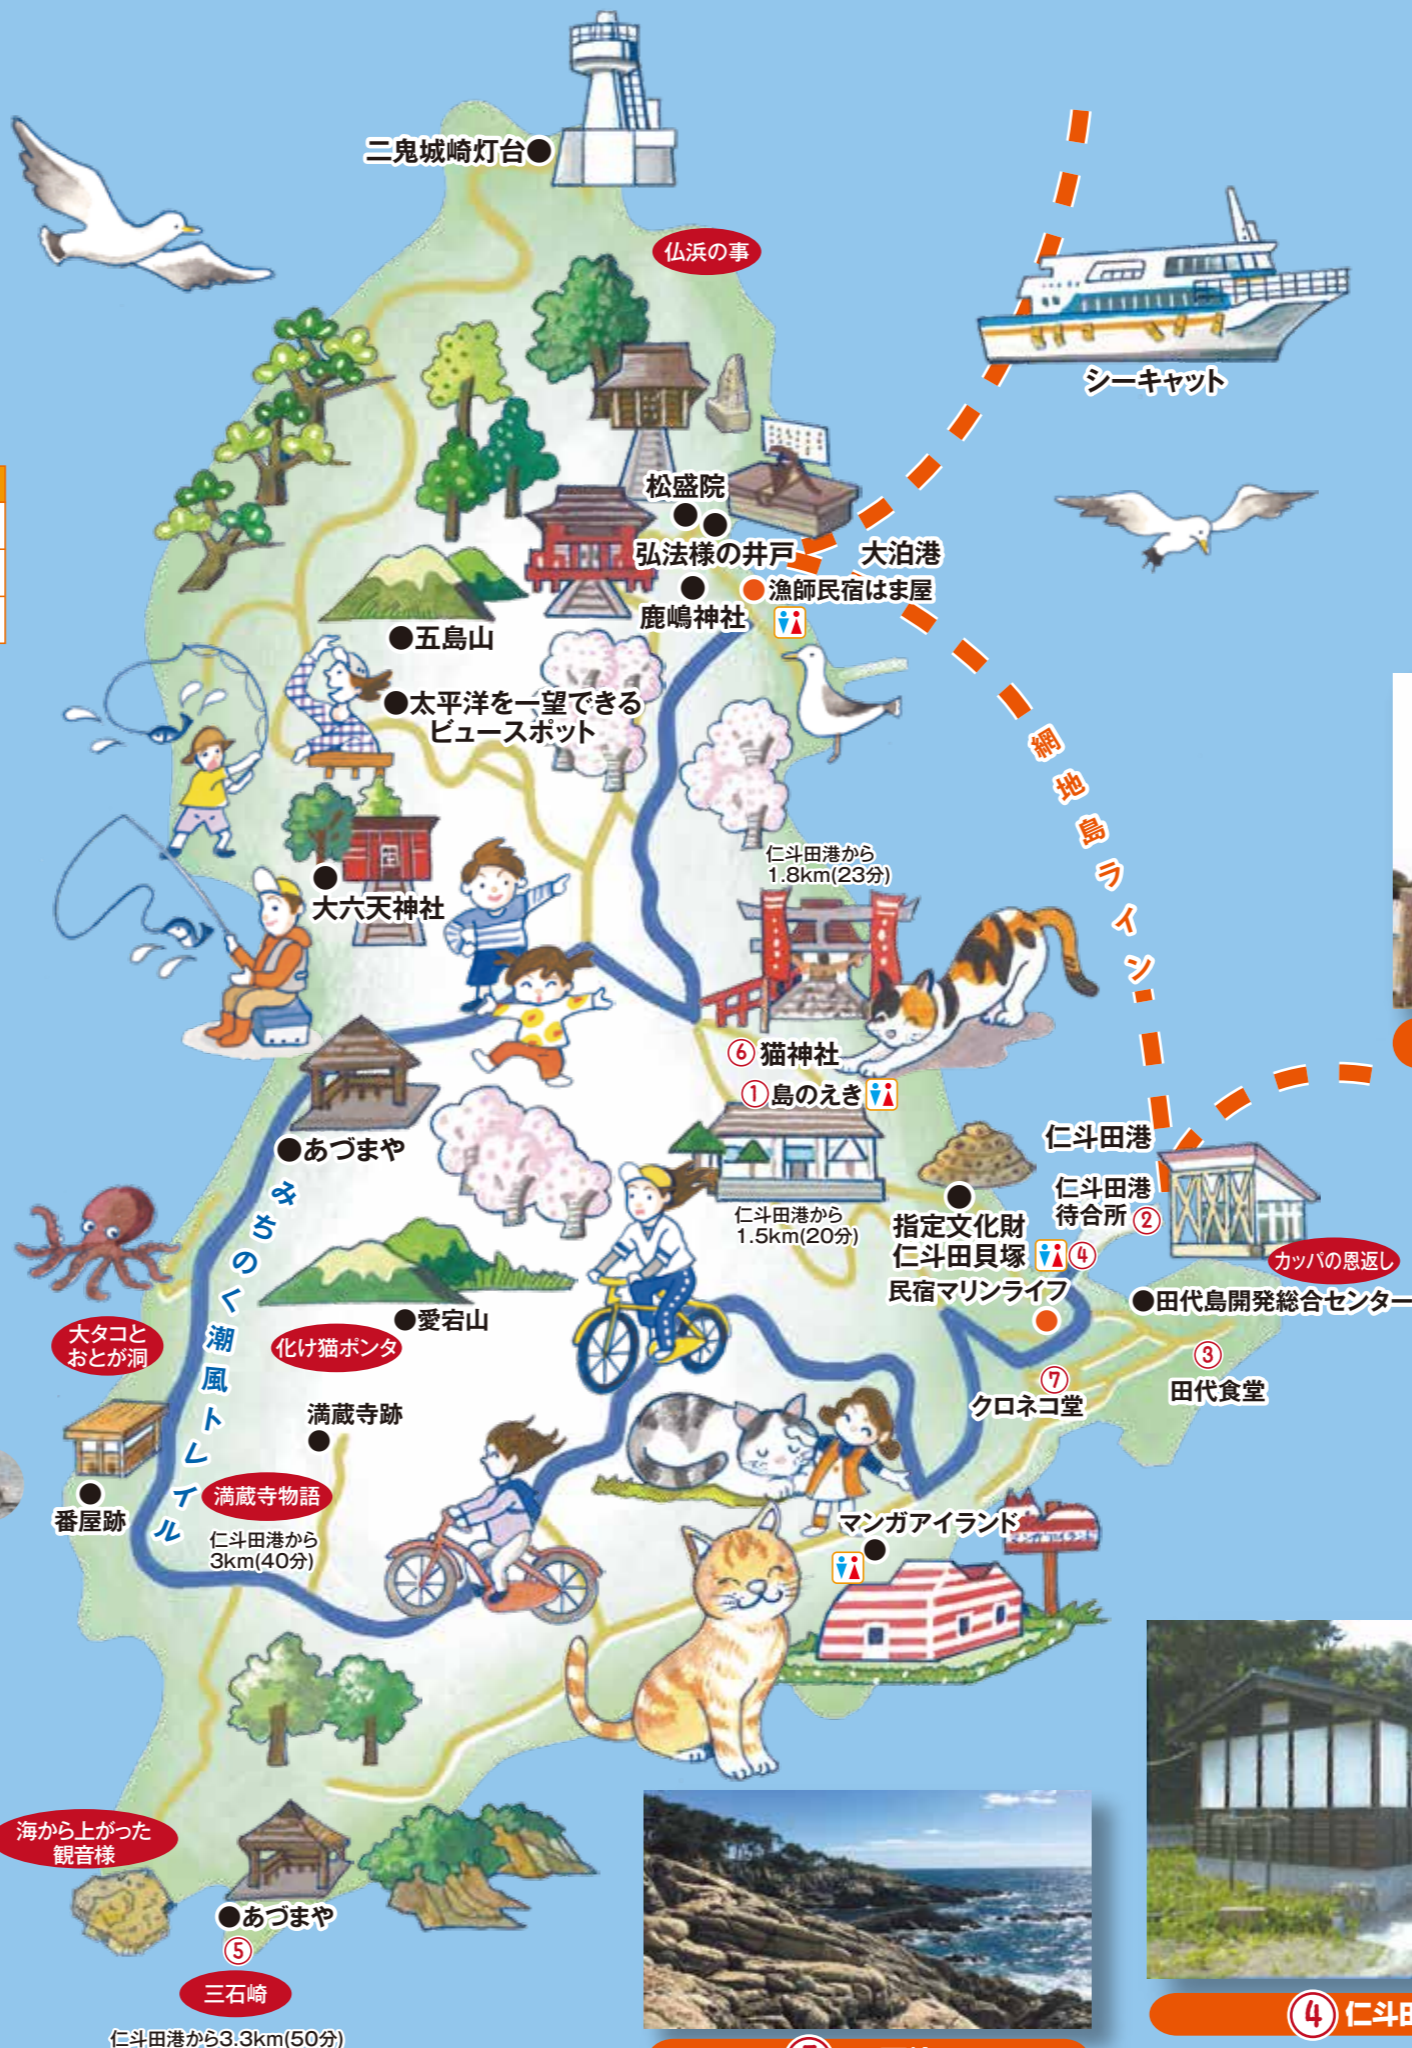 二鬼城崎灯台
仏浜の事
シーキャット
松盛院
弘法様の井戸
大泊港
漁師民宿はま屋
鹿嶋神社
五島山
太平洋を一望できる
ビュースポット
網地島ライン
仁斗田港から
1.8km(23分)
大六天神社
⑥猫神社
①島のえき
あづまや
仁斗田港
仁斗田港
待合所②
仁斗田港から
1.5km(20分)
指定文化財
仁斗田貝塚
④
民宿マリンライフ
カッパの恩返し
田代島開発総合センター
みちのく潮風トレイル
大タコと
おとが洞
愛宕山
化け猫ポンタ
③
田代食堂
⑦
クロネコ堂
満蔵寺跡
番屋跡
満蔵寺物語
仁斗田港から
3km(40分)
マンガアイランド
マンガアイランド
海から上がった
観音様
あづまや
⑤
三石崎
仁斗田港から3.3km(50分)
④仁斗田